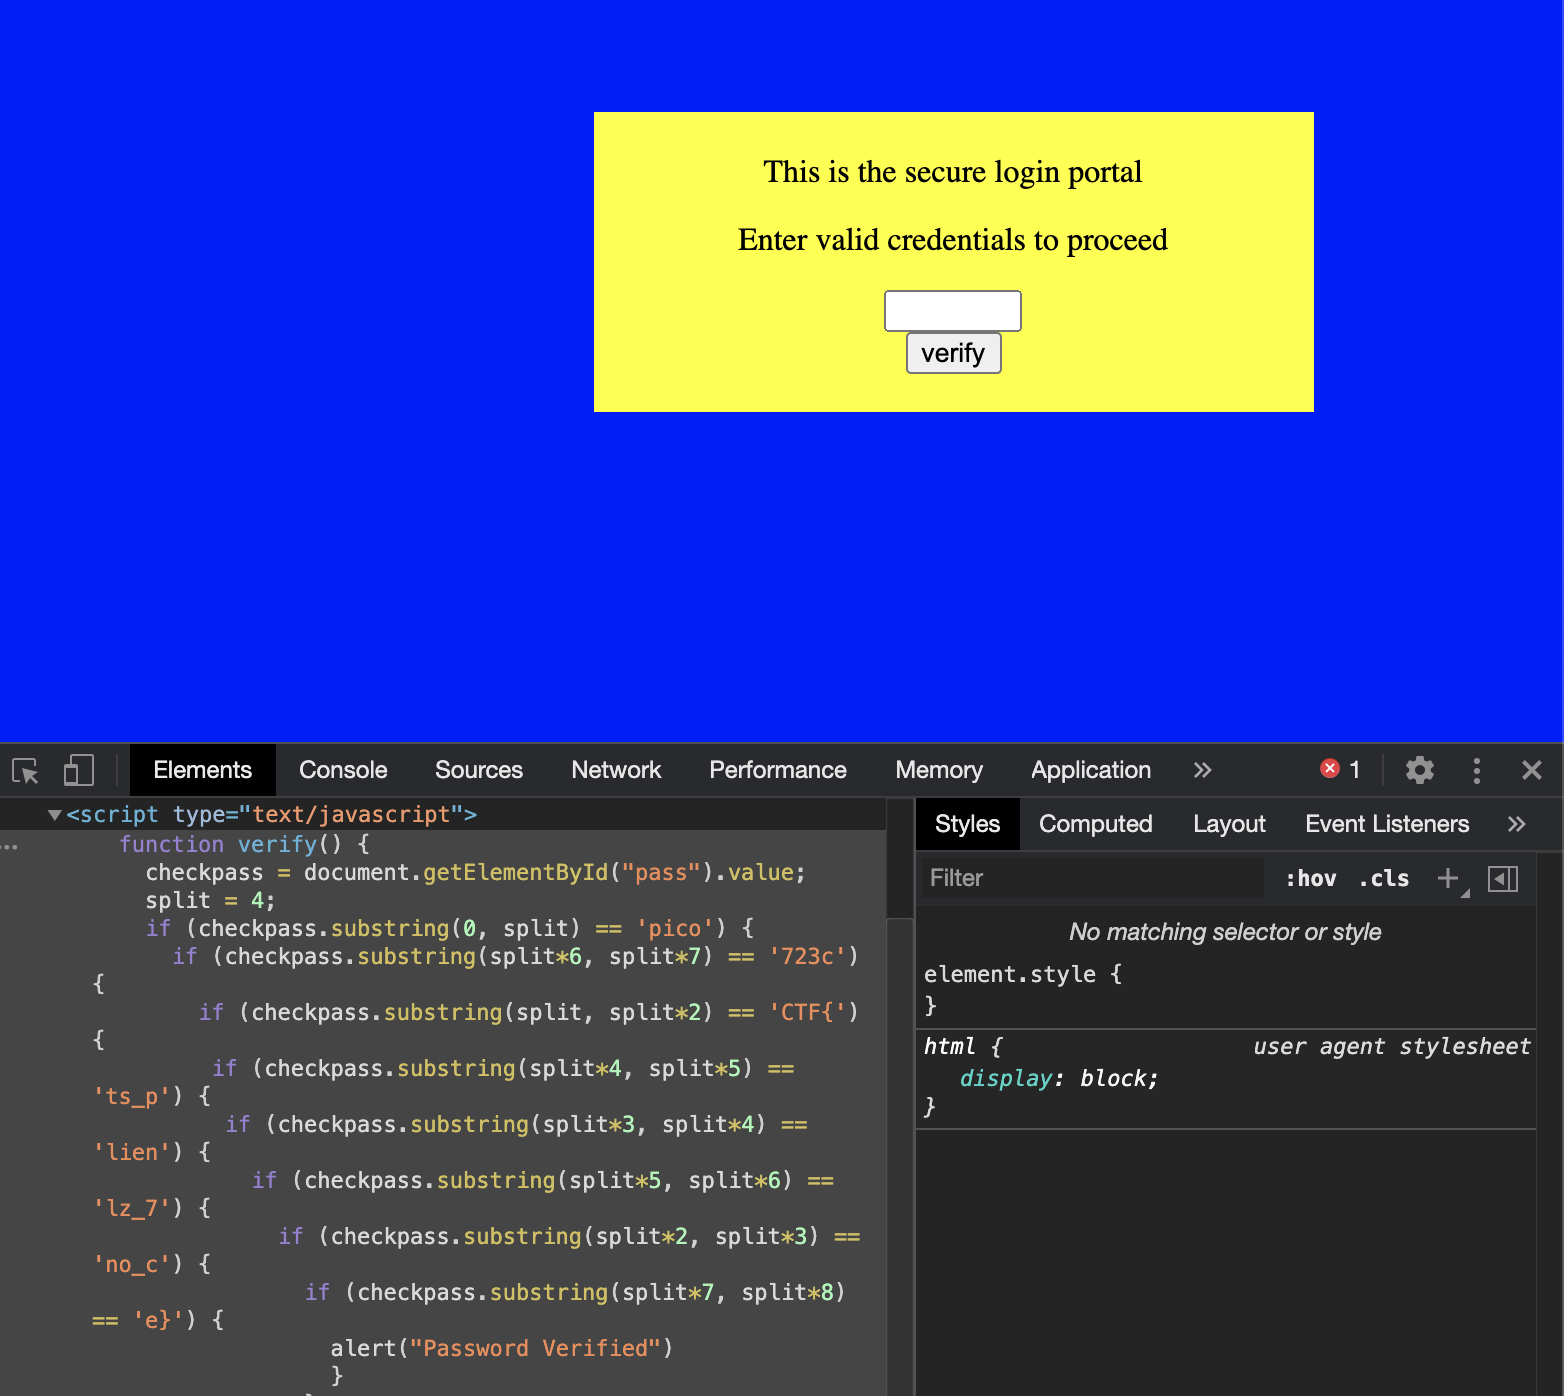 This is the secure login portal
Enter valid credentials to proceed
verify
Elements Console Sources Network Performance Memory Application » 1
<script type="text/javascript">
function verify() {
checkpass = document.getElementById("pass").value;
split = 4;
if (checkpass.substring(0, split) == 'pico') {
if (checkpass.substring(split*6, split*7) == '723c')
{
if (checkpass.substring(split, split*2) == 'CTF{')
{
if (checkpass.substring(split*4, split*5) ==
'ts_p') {
if (checkpass.substring(split*3, split*4) ==
'lien') {
if (checkpass.substring(split*5, split*6) ==
'lz_7') {
if (checkpass.substring(split*2, split*3) ==
'no_c') {
if (checkpass.substring(split*7, split*8)
== 'e}') {
alert("Password Verified")
}
Styles Computed Layout Event Listeners »
Filter :hov .cls
No matching selector or style
element.style {
}
html { user agent stylesheet
display: block;
}